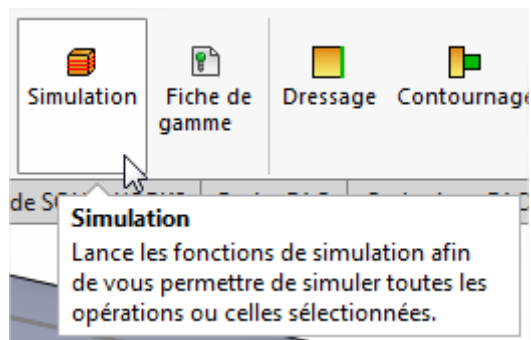 Simulation
Fiche de
gamme
Dressage
Contournage
de S
Simulation
Lance les fonctions de simulation afin
de vous permettre de simuler toutes les
opérations ou celles sélectionnées.